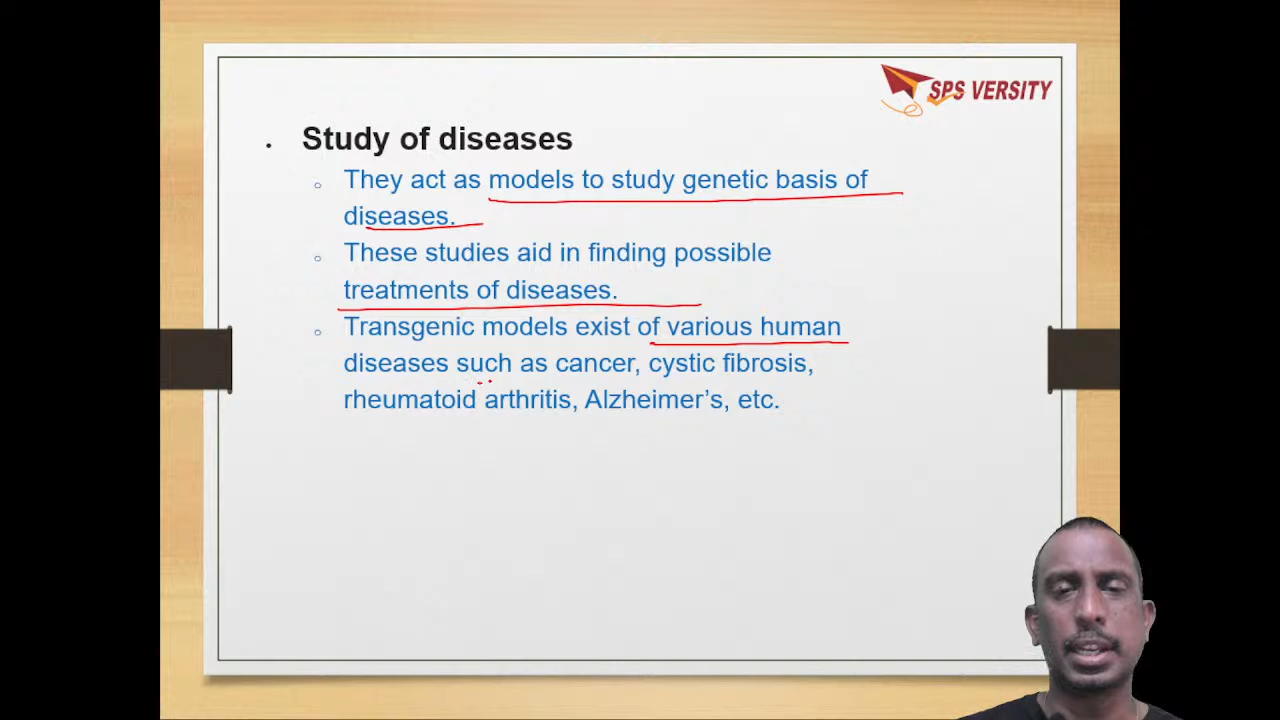 SPS VERSITY
. Study of diseases
o They act as models to study genetic basis of
diseases.
o These studies aid in finding possible
treatments of diseases.
o Transgenic models exist of various human
diseases such as cancer, cystic fibrosis,
rheumatoid arthritis, Alzheimer’s, etc.